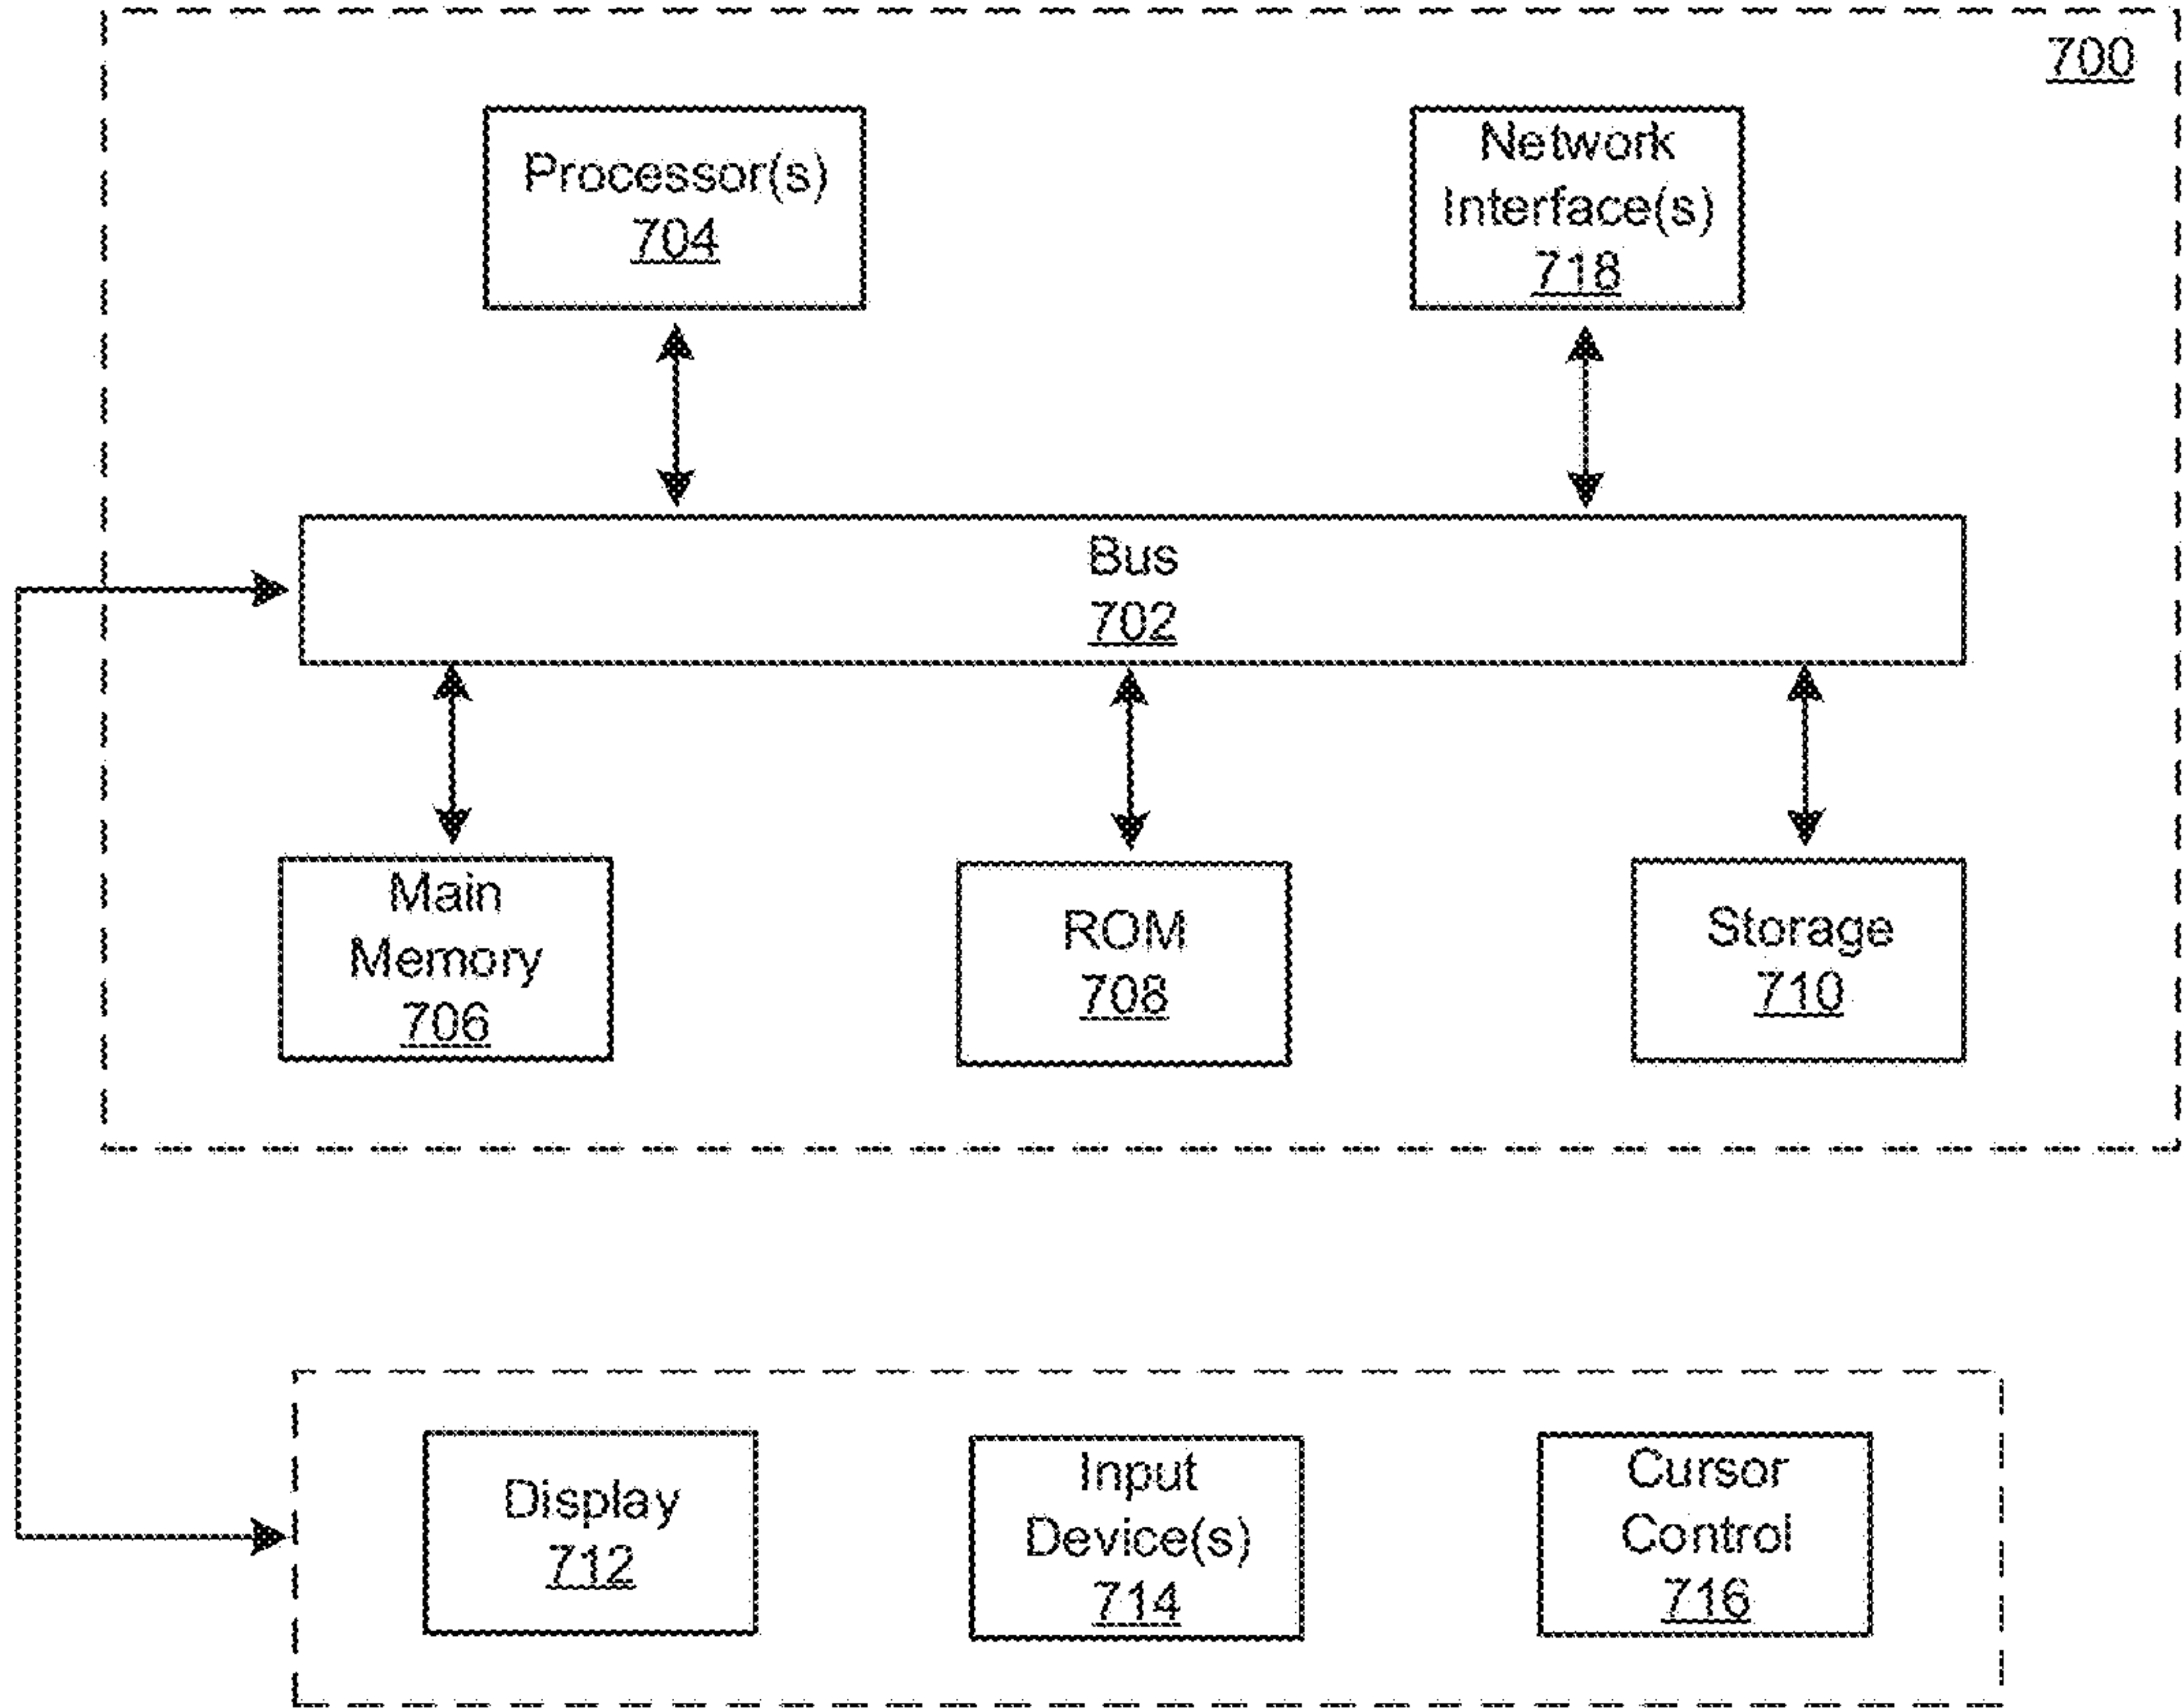 700
Processor(s)
704
Network
Interface(s)
718
Bus
702
Main
Memory
706
ROM
708
Storage
710
Display
712
Input
Device(s)
714
Cursor
Control
716